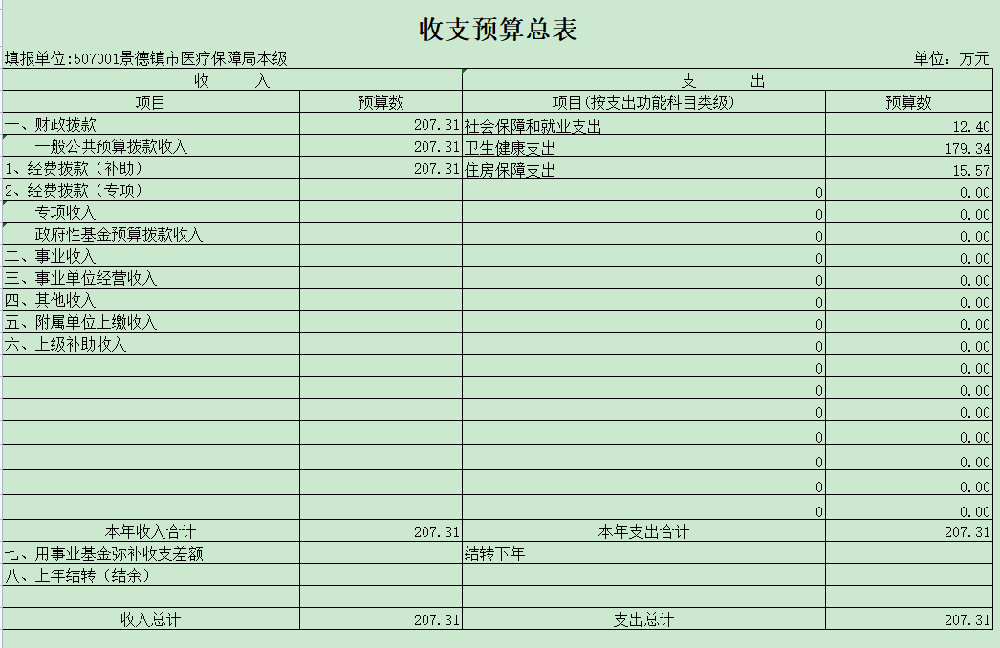 收支预算总表
填报单位:507001景德镇市医疗保障局本级 单位：万元
收 入 支 出
项目 预算数 项目(按支出功能科目类级) 预算数
一、财政拨款 207.31 社会保障和就业支出 12.40
一般公共预算拨款收入 207.31 卫生健康支出 179.34
1、经费拨款（补助） 207.31 住房保障支出 15.57
2、经费拨款（专项） 0 0.00
专项收入 0 0.00
政府性基金预算拨款收入 0 0.00
二、事业收入 0 0.00
三、事业单位经营收入 0 0.00
四、其他收入 0 0.00
五、附属单位上缴收入 0 0.00
六、上级补助收入 0 0.00
0 0.00
0 0.00
0 0.00
0 0.00
0 0.00
0 0.00
0 0.00
本年收入合计 207.31 本年支出合计 207.31
七、用事业基金弥补收支差额 结转下年
八、上年结转（结余）
收入总计 207.31 支出总计 207.31